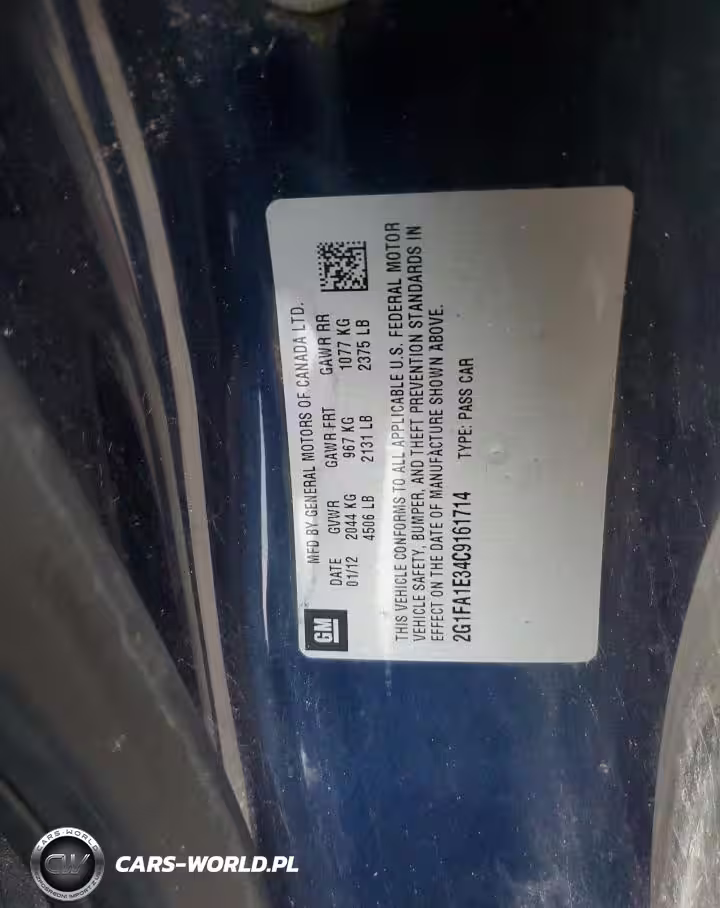 GM
MFD BY GENERAL MOTORS OF CANADA LTD.
DATE GVWR GAWR FRT GAWR RR
01/12 2044 KG 967 KG 1077 KG
4506 LB 2131 LB 2375 LB
THIS VEHICLE CONFORMS TO ALL APPLICABLE U.S. FEDERAL MOTOR
VEHICLE SAFETY, BUMPER, AND THEFT PREVENTION STANDARDS IN
EFFECT ON THE DATE OF MANUFACTURE SHOWN ABOVE.
2G1FA1E34C9161714 TYPE: PASS CAR
CARS-WORLD
CW
CARS-WORLD.PL